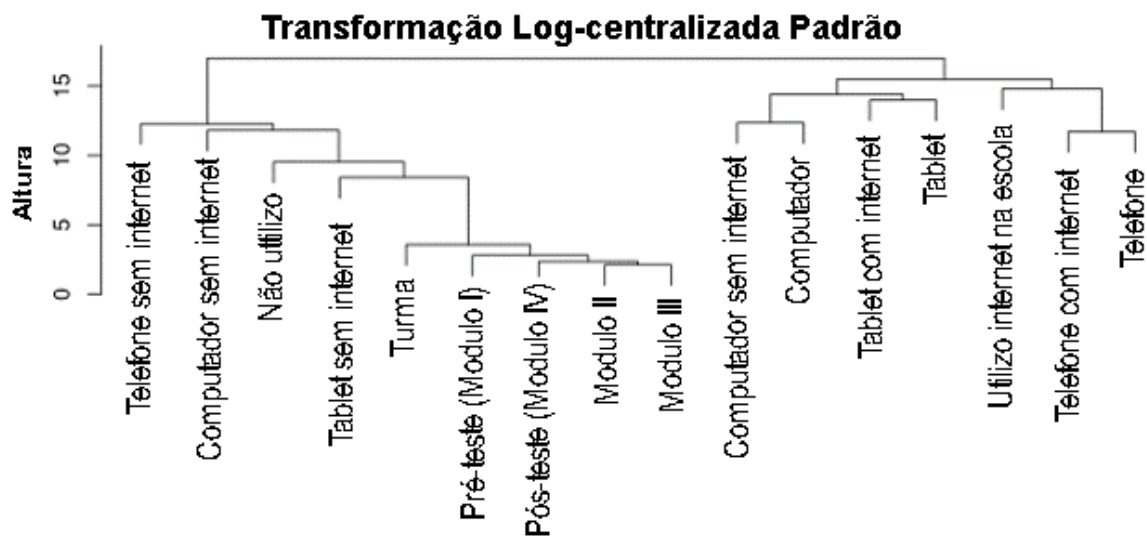 Transformação Log-centralizada Padrão
Altura
15
10
5
0
Telefone sem internet
Computador sem internet
Não utilizo
Tablet sem internet
Turma
Pré-teste (Modulo I)
Pós-teste (Modulo IV)
Modulo II
Modulo III
Computador sem internet
Computador
Tablet com internet
Tablet
Utilizo internet na escola
Telefone com internet
Telefone